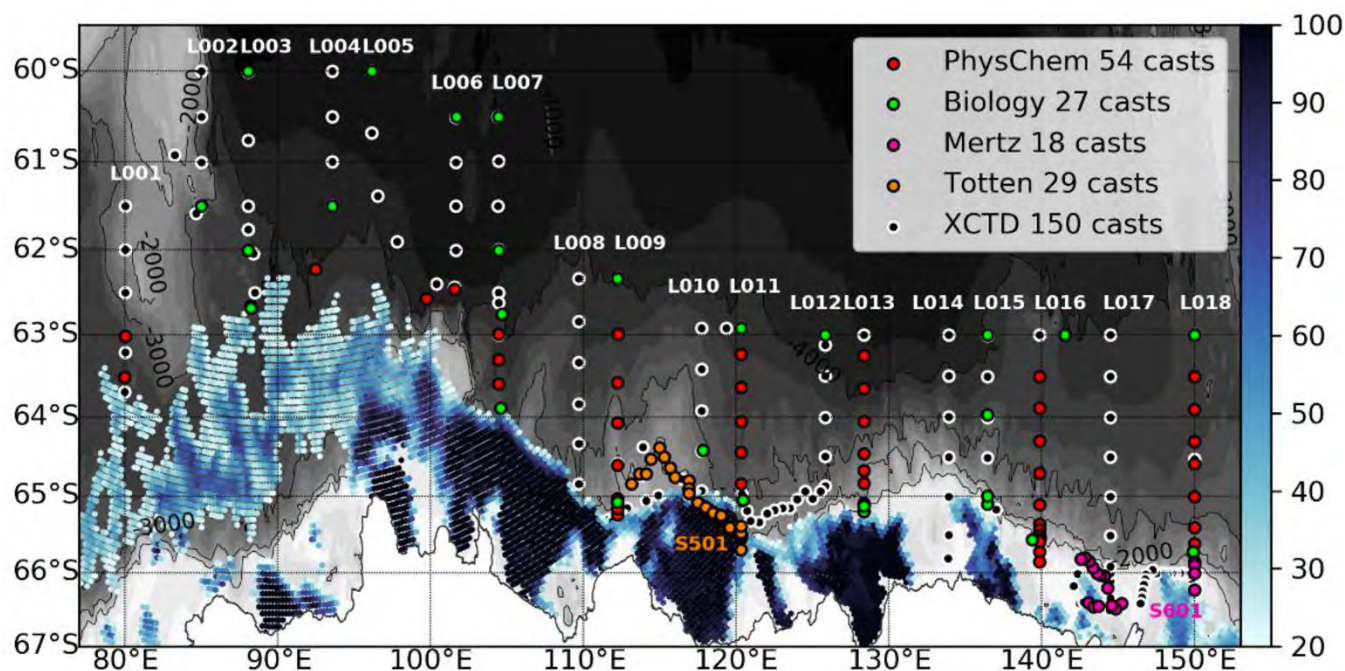 L002 L003 L004 L005
L006 L007
L001
L008 L009
L010 L011
L012 L013 L014 L015 L016 L017 L018
PhysChem 54 casts
Biology 27 casts
Mertz 18 casts
Totten 29 casts
XCTD 150 casts
60°S
61°S
62°S
63°S
64°S
65°S
66°S
67°S
-2000
-2000
-3000
-4000
3000
-2000
S501
S601
80°E 90°E 100°E 110°E 120°E 130°E 140°E 150°E
100
90
80
70
60
50
40
30
20